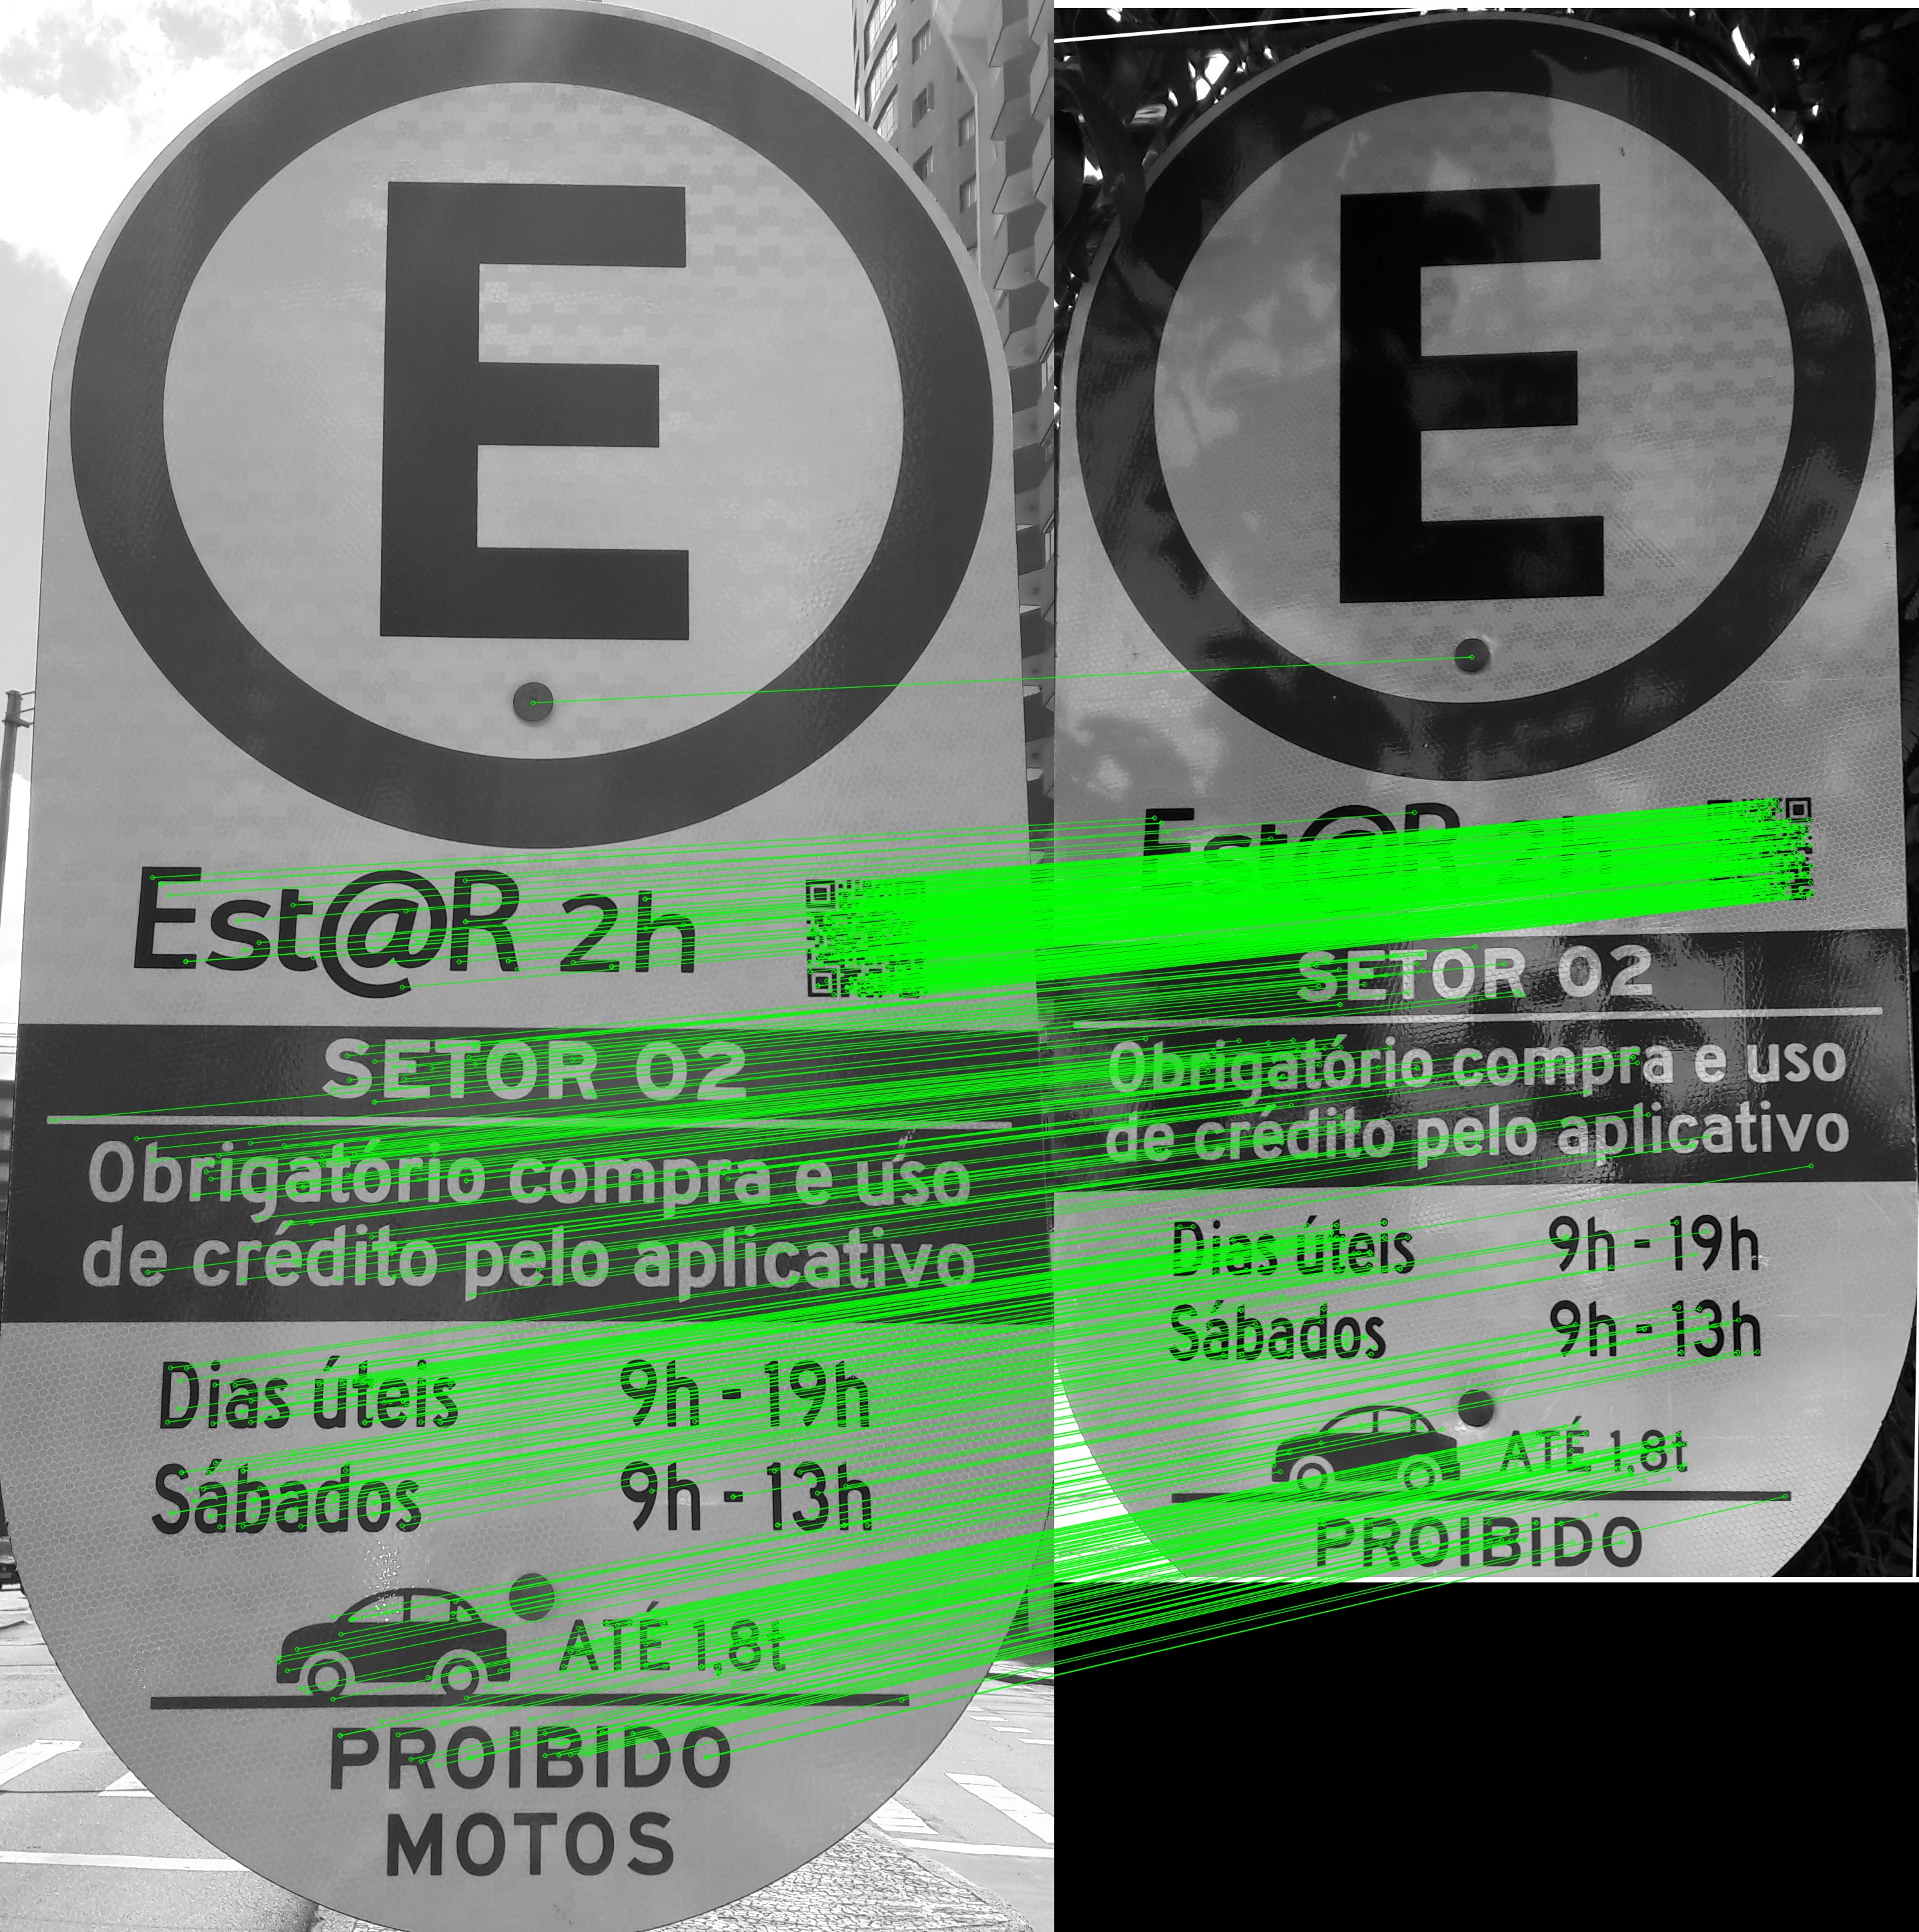 E
Est@R 2h
SETOR 02
Obrigatório compra e uso
de crédito pelo aplicativo
Dias úteis 9h - 19h
Sábados 9h - 13h
ATÉ 1,8t
PROIBIDO
MOTOS
E
Est@R 2h
SETOR 02
Obrigatório compra e uso
de crédito pelo aplicativo
Dias úteis 9h - 19h
Sábados 9h - 13h
ATÉ 1,8t
PROIBIDO